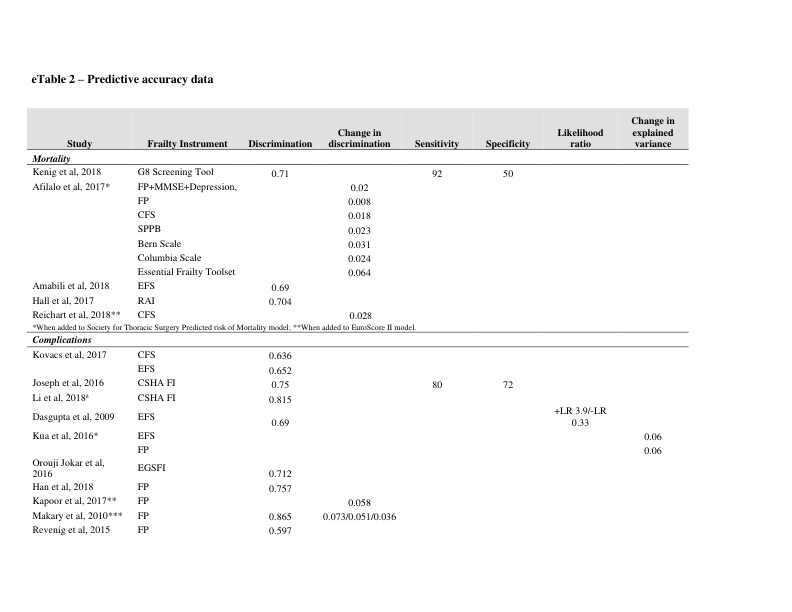 eTable 2 – Predictive accuracy data
Study Frailty Instrument Discrimination Change in discrimination Sensitivity Specificity Likelihood ratio Change in explained variance
Mortality
Kenig et al, 2018 G8 Screening Tool 0.71 92 50
Afilalo et al, 2017* FP+MMSE+Depression, 0.02
FP 0.008
CFS 0.018
SPPB 0.023
Bern Scale 0.031
Columbia Scale 0.024
Essential Frailty Toolset 0.064
Amabili et al, 2018 EFS 0.69
Hall et al, 2017 RAI 0.704
Reichart et al, 2018** CFS 0.028
*When added to Society for Thoracic Surgery Predicted risk of Mortality model; **When added to EuroScore II model.
Complications
Kovacs et al, 2017 CFS 0.636
EFS 0.652
Joseph et al, 2016 CSHA FI 0.75 80 72
Li et al, 2018ª CSHA FI 0.815
Dasgupta et al, 2009 EFS 0.69 +LR 3.9/-LR 0.33
Kua et al, 2016* EFS 0.06
FP 0.06
Orouji Jokar et al, 2016 EGSFI 0.712
Han et al, 2018 FP 0.757
Kapoor et al, 2017** FP 0.058
Makary et al, 2010*** FP 0.865 0.073/0.051/0.036
Revenig et al, 2015 FP 0.597